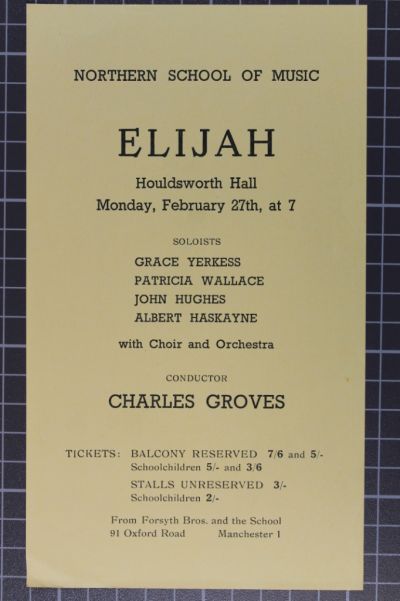 NORTHERN SCHOOL OF MUSIC
ELIJAH
Houldsworth Hall
Monday, February 27th, at 7
SOLOISTS
GRACE YERKESS
PATRICIA WALLACE
JOHN HUGHES
ALBERT HASKAYNE
with Choir and Orchestra
CONDUCTOR
CHARLES GROVES
TICKETS: BALCONY RESERVED 7/6 and 5/-
Schoolchildren 5/- and 3/6
STALLS UNRESERVED 3/-
Schoolchildren 2/-
From Forsyth Bros. and the School
91 Oxford Road Manchester 1